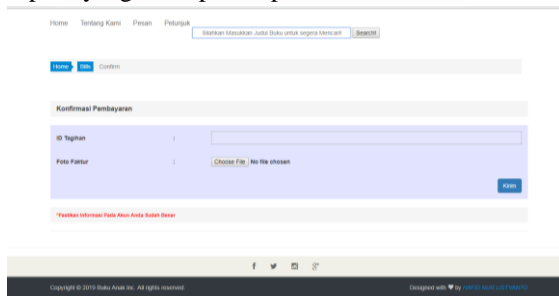 Home Tentang Kami Pesan Petunjuk
Silahkan Masukkan Judul Buku untuk segera Mencari! Search!
Home Bills Confirm
Konfirmasi Pembayaran
ID Tagihan :
Foto Faktur : Choose File No file chosen
Kirim
*Pastikan Informasi Pada Akun Anda Sudah Benar
Copyright © 2019 Buku Anak Inc. All rights reserved. Designed with by